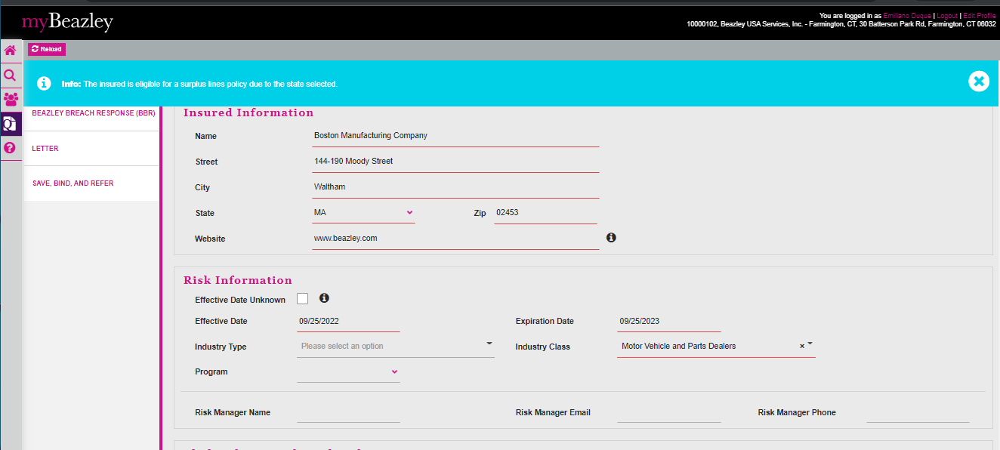 myBeazley
You are logged in as Emiliano Duque | Logout | Edit Profile
10000102, Beazley USA Services, Inc. - Farmington, CT, 30 Batterson Park Rd, Farmington, CT 06032
Reload
Info: The insured is eligible for a surplus lines policy due to the state selected.
BEAZLEY BREACH RESPONSE (BBR)
LETTER
SAVE, BIND, AND REFER
Insured Information
Name Boston Manufacturing Company
Street 144-190 Moody Street
City Waltham
State MA Zip 02453
Website www.beazley.com
Risk Information
Effective Date Unknown
Effective Date 09/25/2022 Expiration Date 09/25/2023
Industry Type Please select an option Industry Class Motor Vehicle and Parts Dealers ×
Program
Risk Manager Name Risk Manager Email Risk Manager Phone